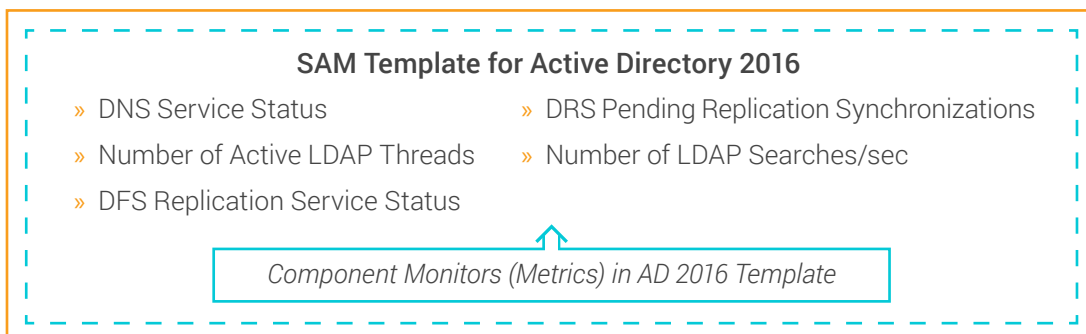 SAM Template for Active Directory 2016
» DNS Service Status
» Number of Active LDAP Threads
» DFS Replication Service Status
» DRS Pending Replication Synchronizations
» Number of LDAP Searches/sec
Component Monitors (Metrics) in AD 2016 Template